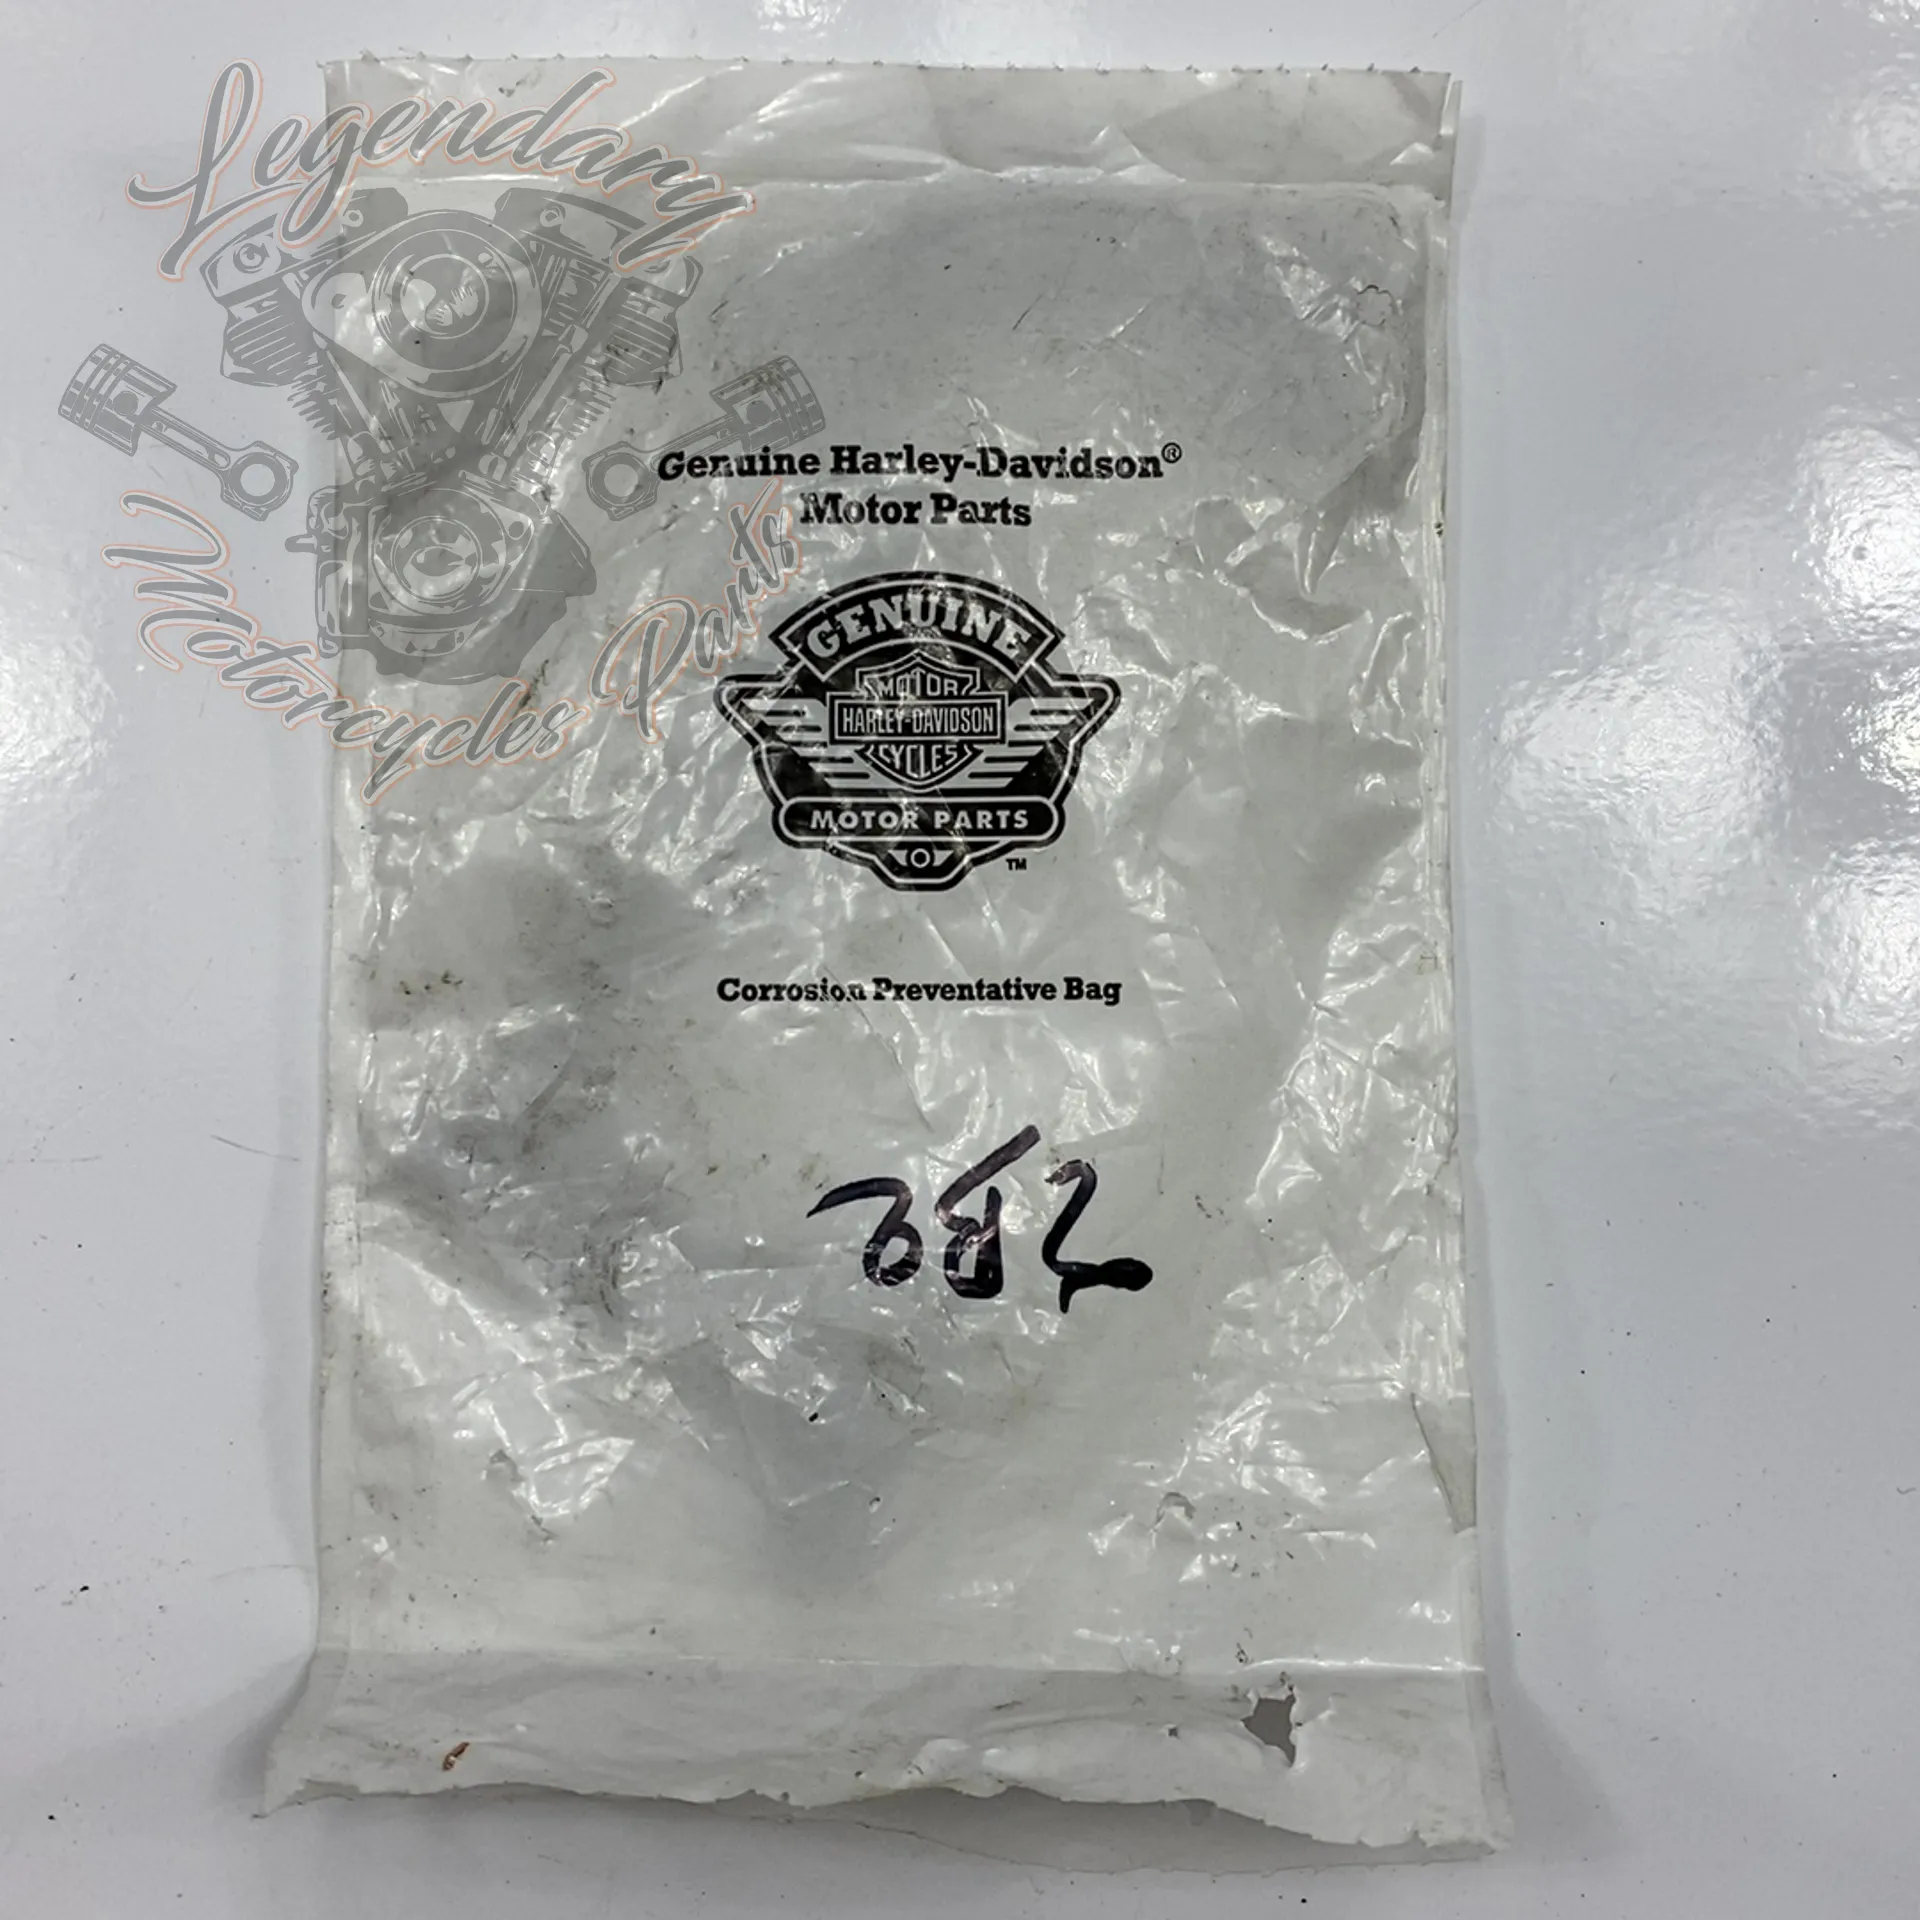 Legendary
Motorcycles Parts
Genuine Harley-Davidson®
Motor Parts
GENUINE
MOTOR
HARLEY-DAVIDSON
CYCLES
MOTOR PARTS
TM
Corrosion Preventative Bag